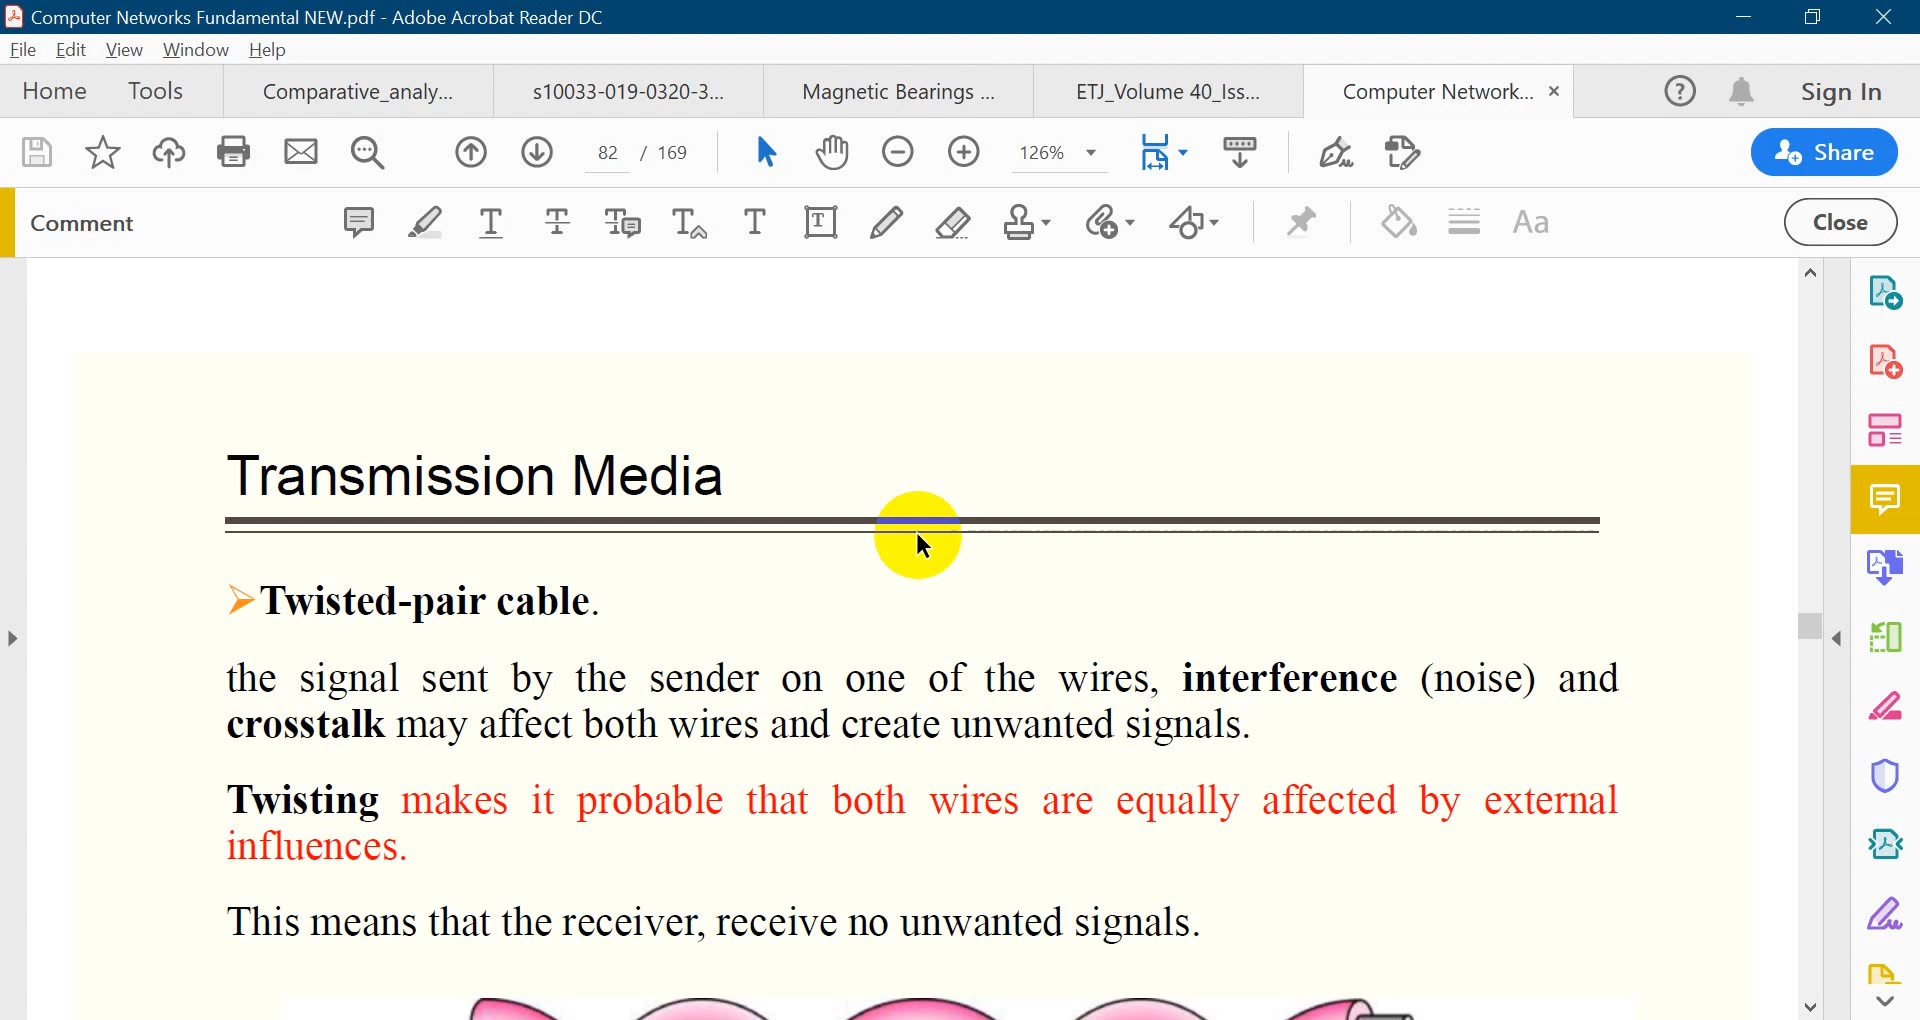 Computer Networks Fundamental NEW.pdf - Adobe Acrobat Reader DC
File Edit View Window Help
Home Tools Comparative_analy... s10033-019-0320-3... Magnetic Bearings ... ETJ_Volume 40_Iss... Computer Network... × Sign In
82 / 169 126% Share
Comment Aa Close
Transmission Media
➢Twisted-pair cable.
the signal sent by the sender on one of the wires, interference (noise) and
crosstalk may affect both wires and create unwanted signals.
Twisting makes it probable that both wires are equally affected by external
influences.
This means that the receiver, receive no unwanted signals.